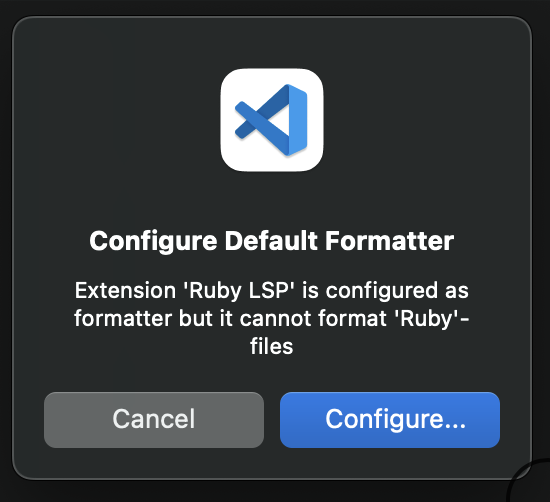 Configure Default Formatter
Extension 'Ruby LSP' is configured as
formatter but it cannot format 'Ruby'-
files
Cancel
Configure...